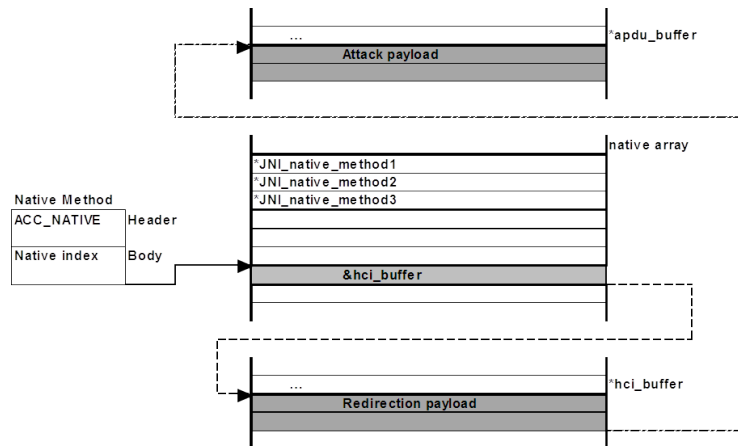 ...
*apdu_buffer
Attack payload
native array
*JNI_native_method1
*JNI_native_method2
*JNI_native_method3
Native Method
ACC_NATIVE
Header
Native index
Body
&hci_buffer
...
*hci_buffer
Redirection payload